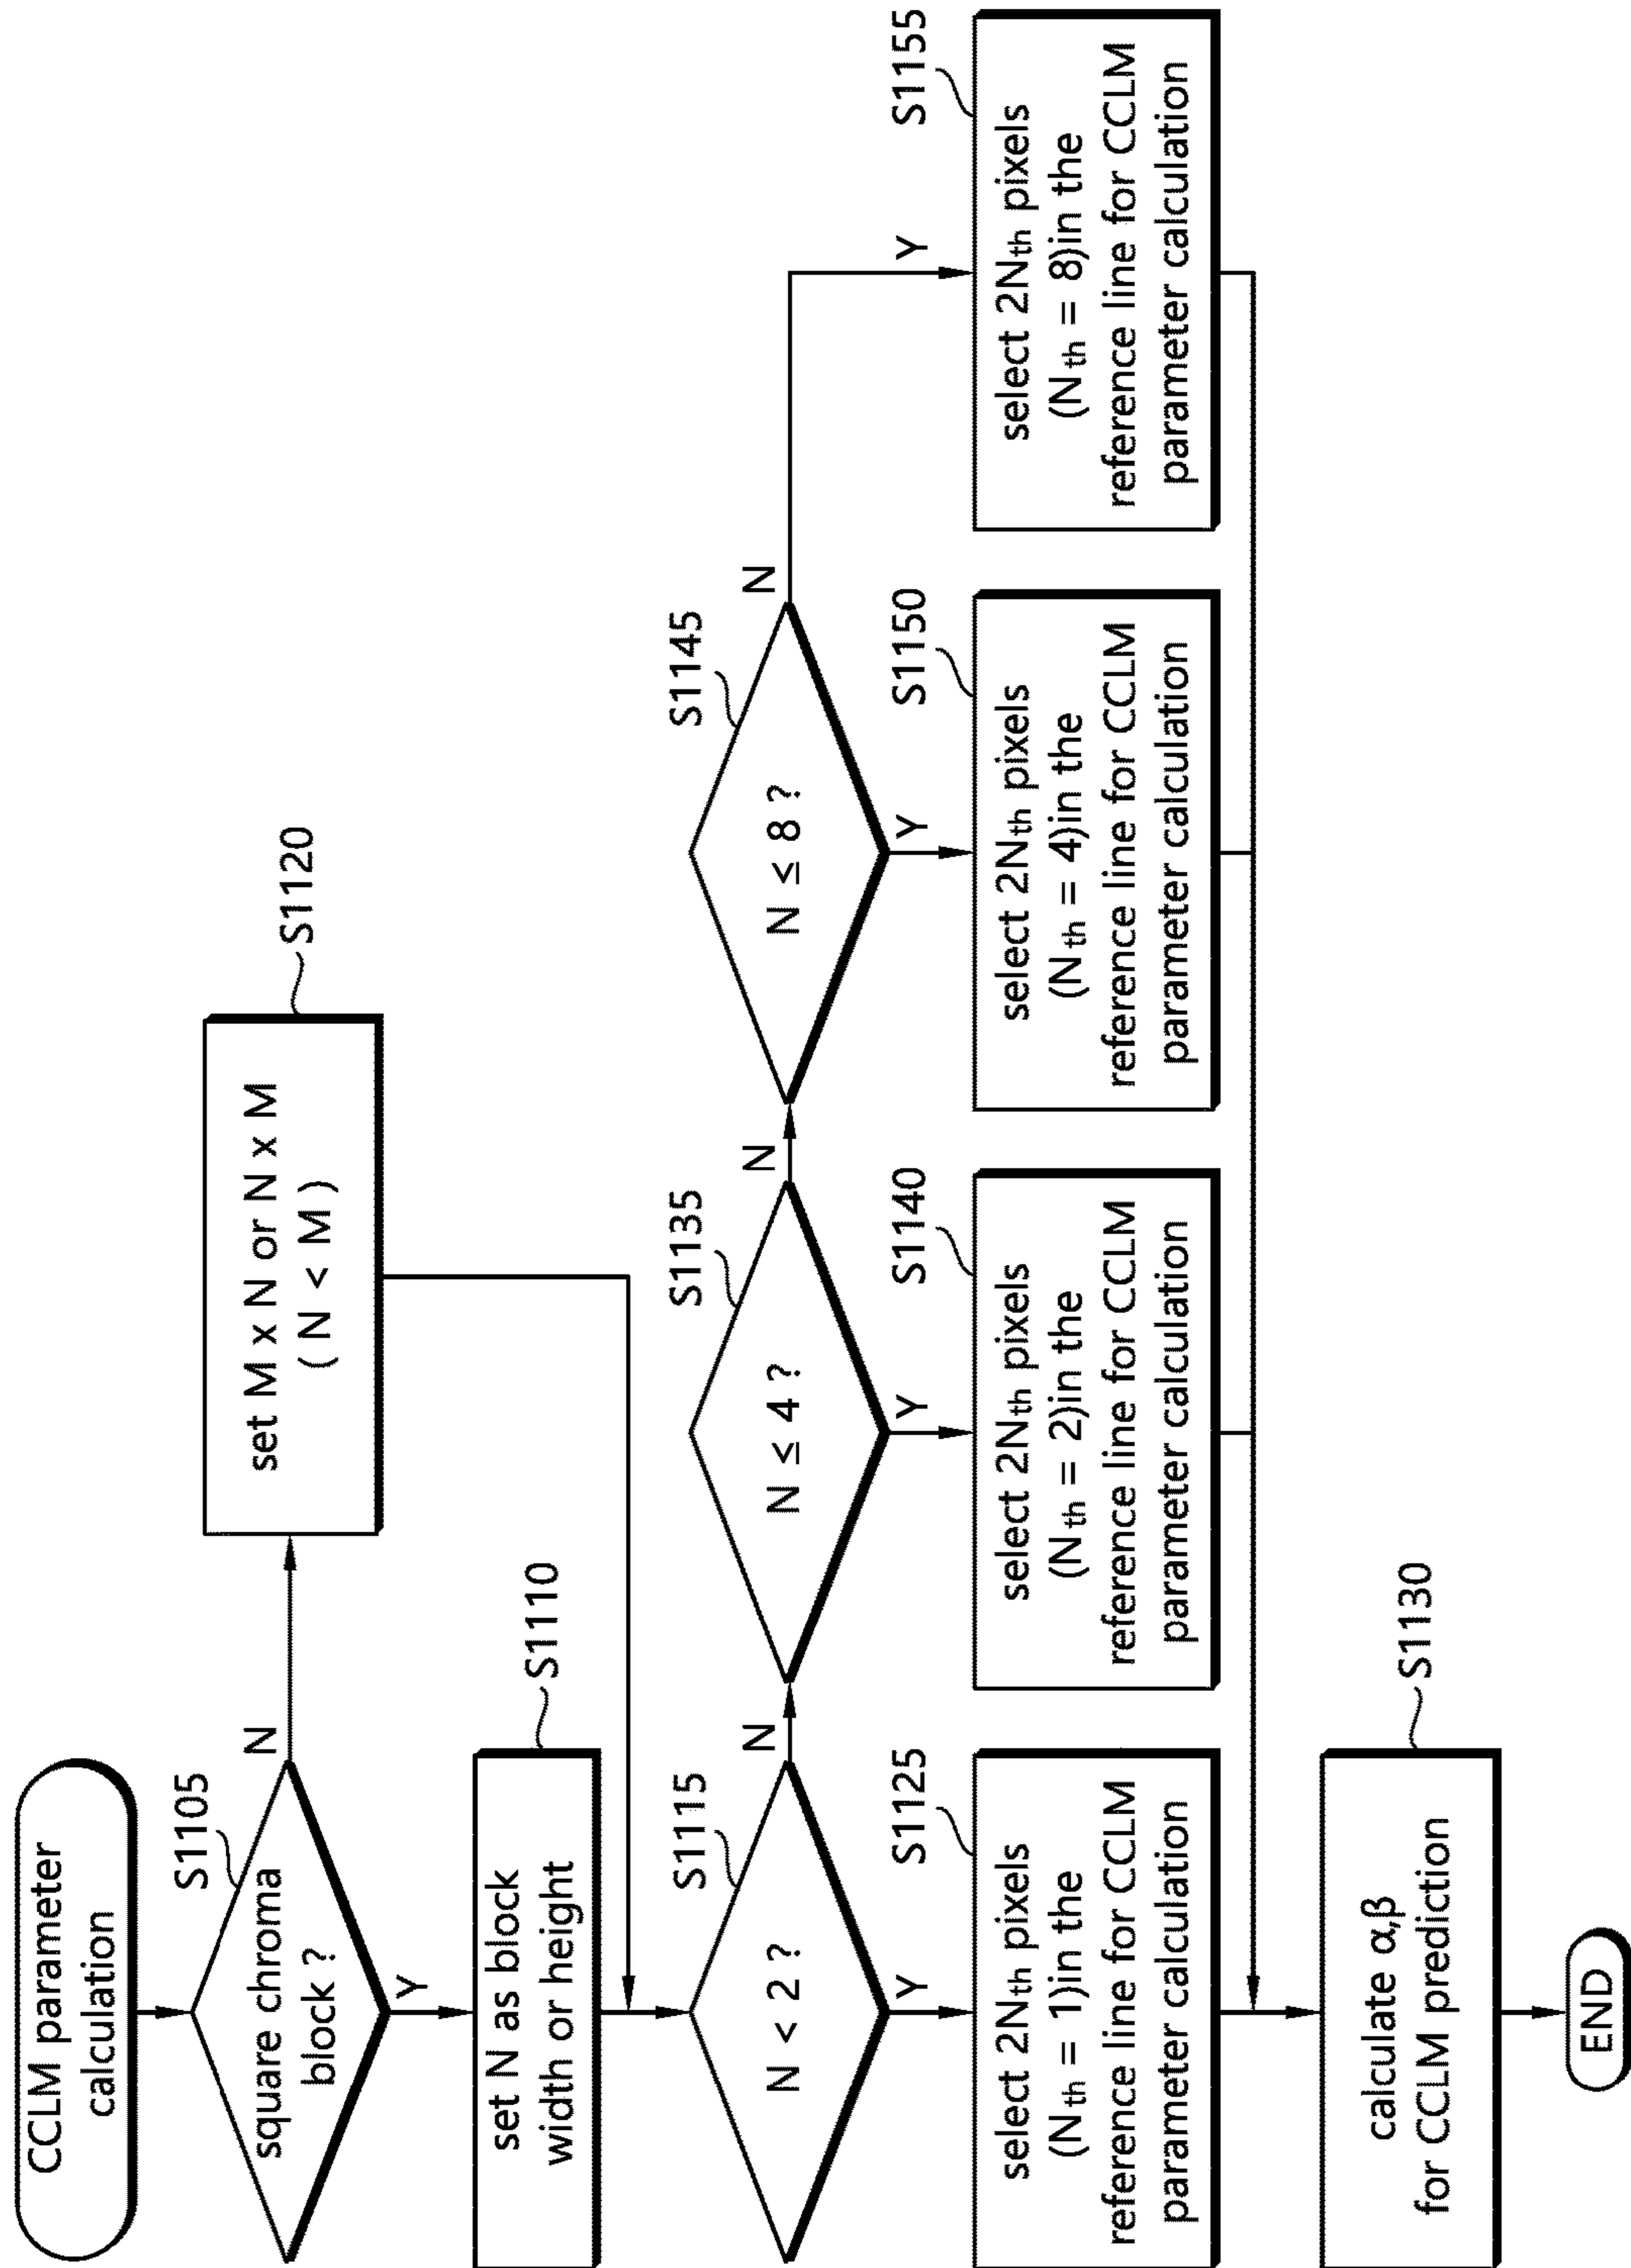 CCLM parameter
calculation
S1105
square chroma
block ?
N
Y
S1120
set M x N or N x M
( N < M )
S1110
set N as block
width or height
S1115
N < 2 ?
N
Y
S1135
N ≤ 4 ?
N
Y
S1145
N ≤ 8 ?
N
Y
Y
S1125
select 2Nth pixels
(Nth = 1)in the
reference line for CCLM
parameter calculation
S1140
select 2Nth pixels
(Nth = 2)in the
reference line for CCLM
parameter calculation
S1150
select 2Nth pixels
(Nth = 4)in the
reference line for CCLM
parameter calculation
S1155
select 2Nth pixels
(Nth = 8)in the
reference line for CCLM
parameter calculation
S1130
calculate α,β
for CCLM prediction
END